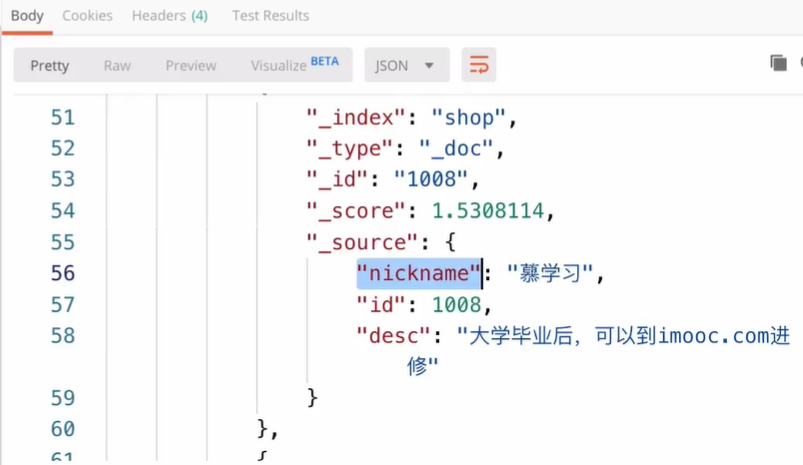 Body Cookies Headers (4) Test Results
Pretty Raw Preview Visualize BETA JSON
51 "_index": "shop",
52 "_type": "_doc",
53 "_id": "1008",
54 "_score": 1.5308114,
55 "_source": {
56 "nickname": "慕学习",
57 "id": 1008,
58 "desc": "大学毕业后，可以到imooc.com进
修"
59 }
60 },
61 {